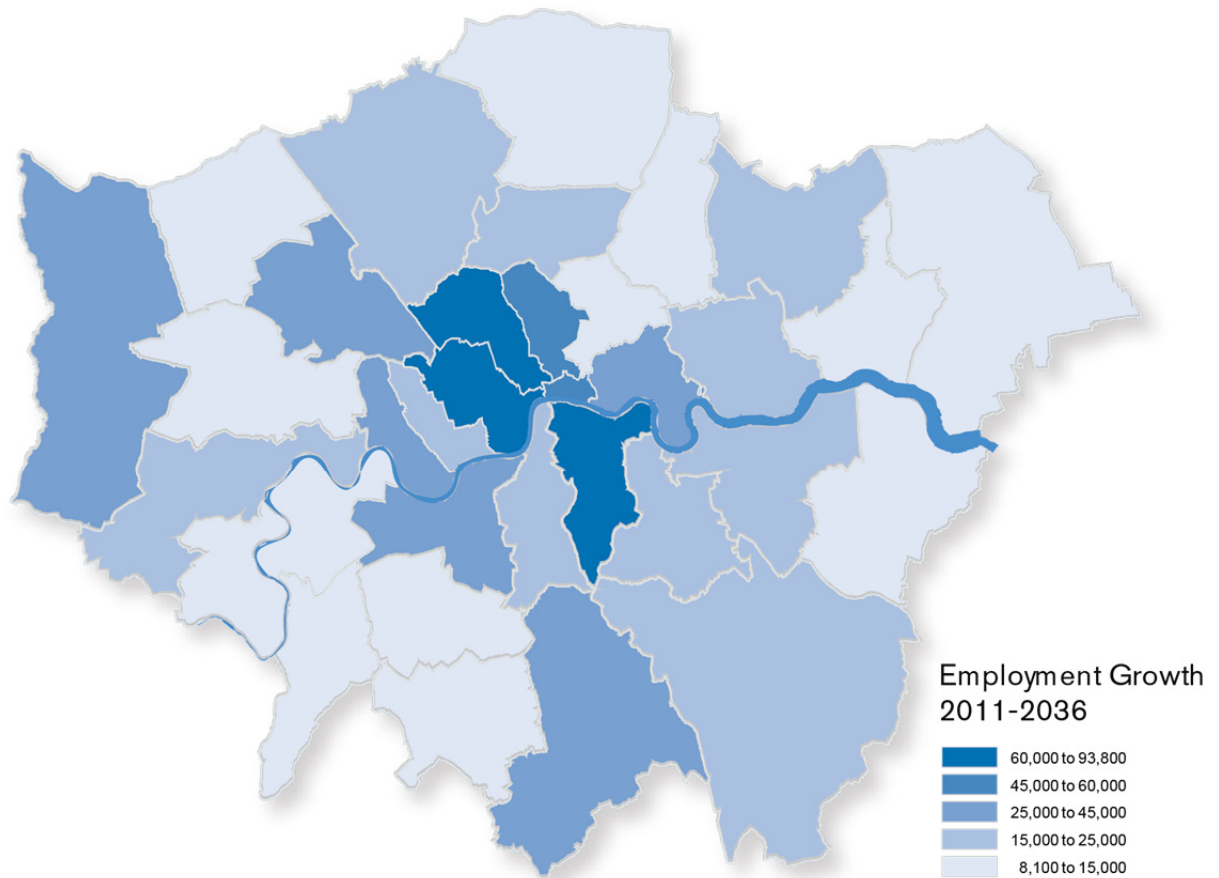 Employment Growth
2011-2036
60,000 to 93,800
45,000 to 60,000
25,000 to 45,000
15,000 to 25,000
8,100 to 15,000